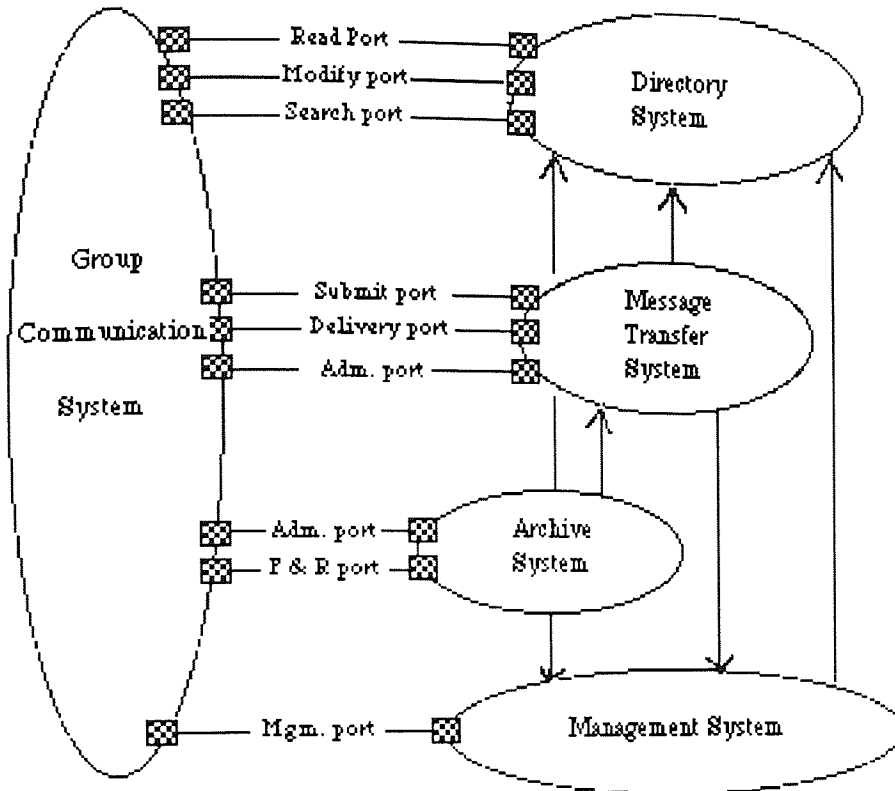 Read Port
Modify port
Search port
Directory
System
Group
Communication
System
Submit port
Delivery port
Adm. port
Message
Transfer
System
Adm. port
F & R port
Archive
System
Mgm. port
Management System